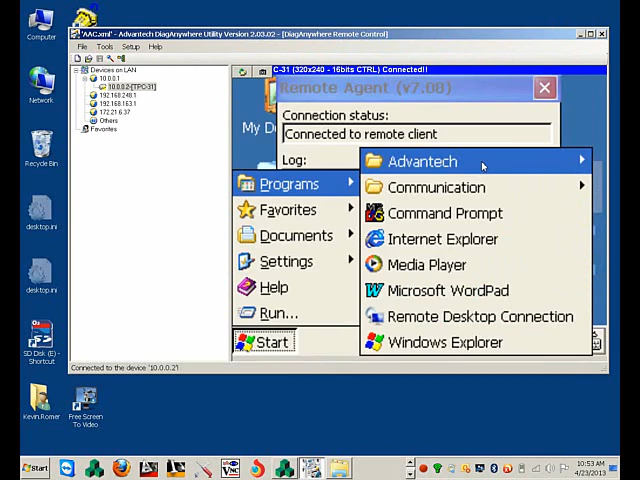 Computer
Network
Recycle Bin
desktop.ini
desktop.ini
SD Disk (E) -
Shortcut
Kevin.Romer
Free Screen
To Video
"AAC.xml" - Advantech DiagAnywhere Utility Version 2.03.02 - [DiagAnywhere Remote Control]
File Tools Setup Help
Devices on LAN
10.0.0.1
10.0.0.2-[TPC-31]
192.168.248.1
192.168.163.1
172.21.6.37
Others
Favorites
C-31 (320x240 - 16bits CTRL) Connected!!
Remote Agent (v7.08)
Connection status:
Connected to remote client
Log:
My D
Programs
Favorites
Documents
Settings
Help
Run...
Start
Advantech
Communication
Command Prompt
Internet Explorer
Media Player
Microsoft WordPad
Remote Desktop Connection
Windows Explorer
Connected to the device '10.0.0.2'
Start
10:53 AM
4/23/2013